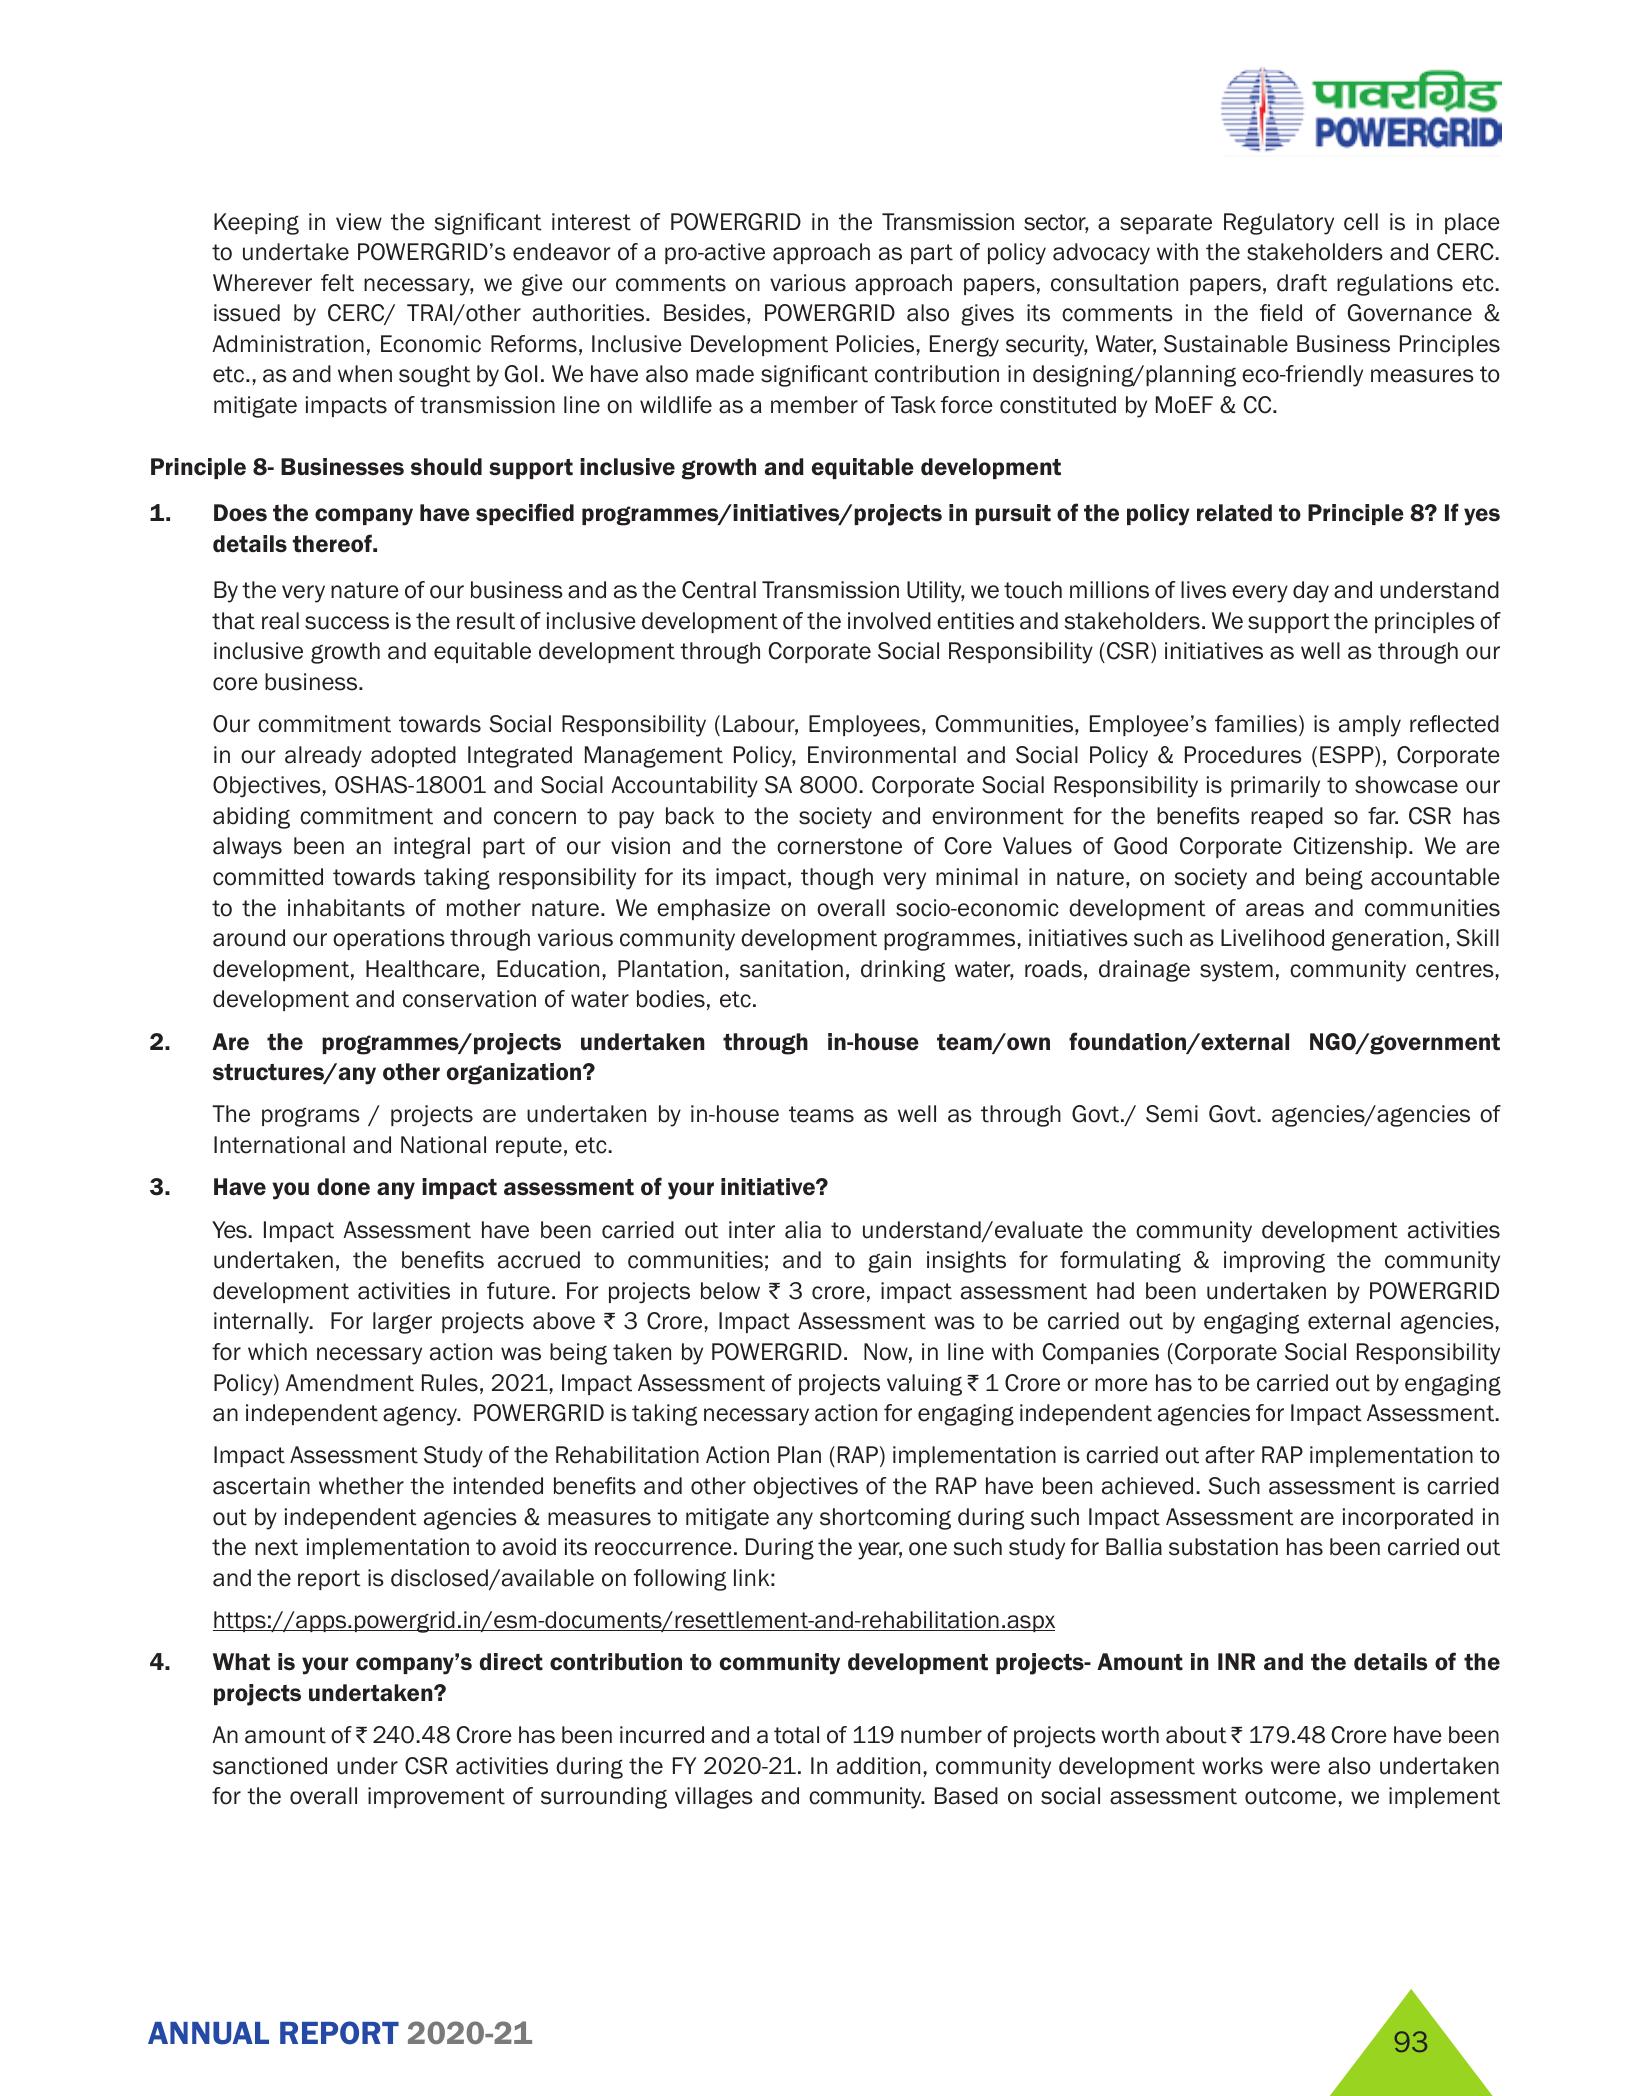 पावरग्रिड
POWERGRID
Keeping in view the significant interest of POWERGRID in the Transmission sector, a separate Regulatory cell is in place
to undertake POWERGRID’s endeavor of a pro-active approach as part of policy advocacy with the stakeholders and CERC.
Wherever felt necessary, we give our comments on various approach papers, consultation papers, draft regulations etc.
issued by CERC/ TRAI/other authorities. Besides, POWERGRID also gives its comments in the field of Governance &
Administration, Economic Reforms, Inclusive Development Policies, Energy security, Water, Sustainable Business Principles
etc., as and when sought by GoI. We have also made significant contribution in designing/planning eco-friendly measures to
mitigate impacts of transmission line on wildlife as a member of Task force constituted by MoEF & CC.
Principle 8- Businesses should support inclusive growth and equitable development
1. Does the company have specified programmes/initiatives/projects in pursuit of the policy related to Principle 8? If yes
details thereof.
By the very nature of our business and as the Central Transmission Utility, we touch millions of lives every day and understand
that real success is the result of inclusive development of the involved entities and stakeholders. We support the principles of
inclusive growth and equitable development through Corporate Social Responsibility (CSR) initiatives as well as through our
core business.
Our commitment towards Social Responsibility (Labour, Employees, Communities, Employee’s families) is amply reflected
in our already adopted Integrated Management Policy, Environmental and Social Policy & Procedures (ESPP), Corporate
Objectives, OSHAS-18001 and Social Accountability SA 8000. Corporate Social Responsibility is primarily to showcase our
abiding commitment and concern to pay back to the society and environment for the benefits reaped so far. CSR has
always been an integral part of our vision and the cornerstone of Core Values of Good Corporate Citizenship. We are
committed towards taking responsibility for its impact, though very minimal in nature, on society and being accountable
to the inhabitants of mother nature. We emphasize on overall socio-economic development of areas and communities
around our operations through various community development programmes, initiatives such as Livelihood generation, Skill
development, Healthcare, Education, Plantation, sanitation, drinking water, roads, drainage system, community centres,
development and conservation of water bodies, etc.
2. Are the programmes/projects undertaken through in-house team/own foundation/external NGO/government
structures/any other organization?
The programs / projects are undertaken by in-house teams as well as through Govt./ Semi Govt. agencies/agencies of
International and National repute, etc.
3. Have you done any impact assessment of your initiative?
Yes. Impact Assessment have been carried out inter alia to understand/evaluate the community development activities
undertaken, the benefits accrued to communities; and to gain insights for formulating & improving the community
development activities in future. For projects below ₹ 3 crore, impact assessment had been undertaken by POWERGRID
internally. For larger projects above ₹ 3 Crore, Impact Assessment was to be carried out by engaging external agencies,
for which necessary action was being taken by POWERGRID. Now, in line with Companies (Corporate Social Responsibility
Policy) Amendment Rules, 2021, Impact Assessment of projects valuing ₹ 1 Crore or more has to be carried out by engaging
an independent agency. POWERGRID is taking necessary action for engaging independent agencies for Impact Assessment.
Impact Assessment Study of the Rehabilitation Action Plan (RAP) implementation is carried out after RAP implementation to
ascertain whether the intended benefits and other objectives of the RAP have been achieved. Such assessment is carried
out by independent agencies & measures to mitigate any shortcoming during such Impact Assessment are incorporated in
the next implementation to avoid its reoccurrence. During the year, one such study for Ballia substation has been carried out
and the report is disclosed/available on following link:
https://apps.powergrid.in/esm-documents/resettlement-and-rehabilitation.aspx
4. What is your company’s direct contribution to community development projects- Amount in INR and the details of the
projects undertaken?
An amount of ₹ 240.48 Crore has been incurred and a total of 119 number of projects worth about ₹ 179.48 Crore have been
sanctioned under CSR activities during the FY 2020-21. In addition, community development works were also undertaken
for the overall improvement of surrounding villages and community. Based on social assessment outcome, we implement
ANNUAL REPORT 2020-21
93